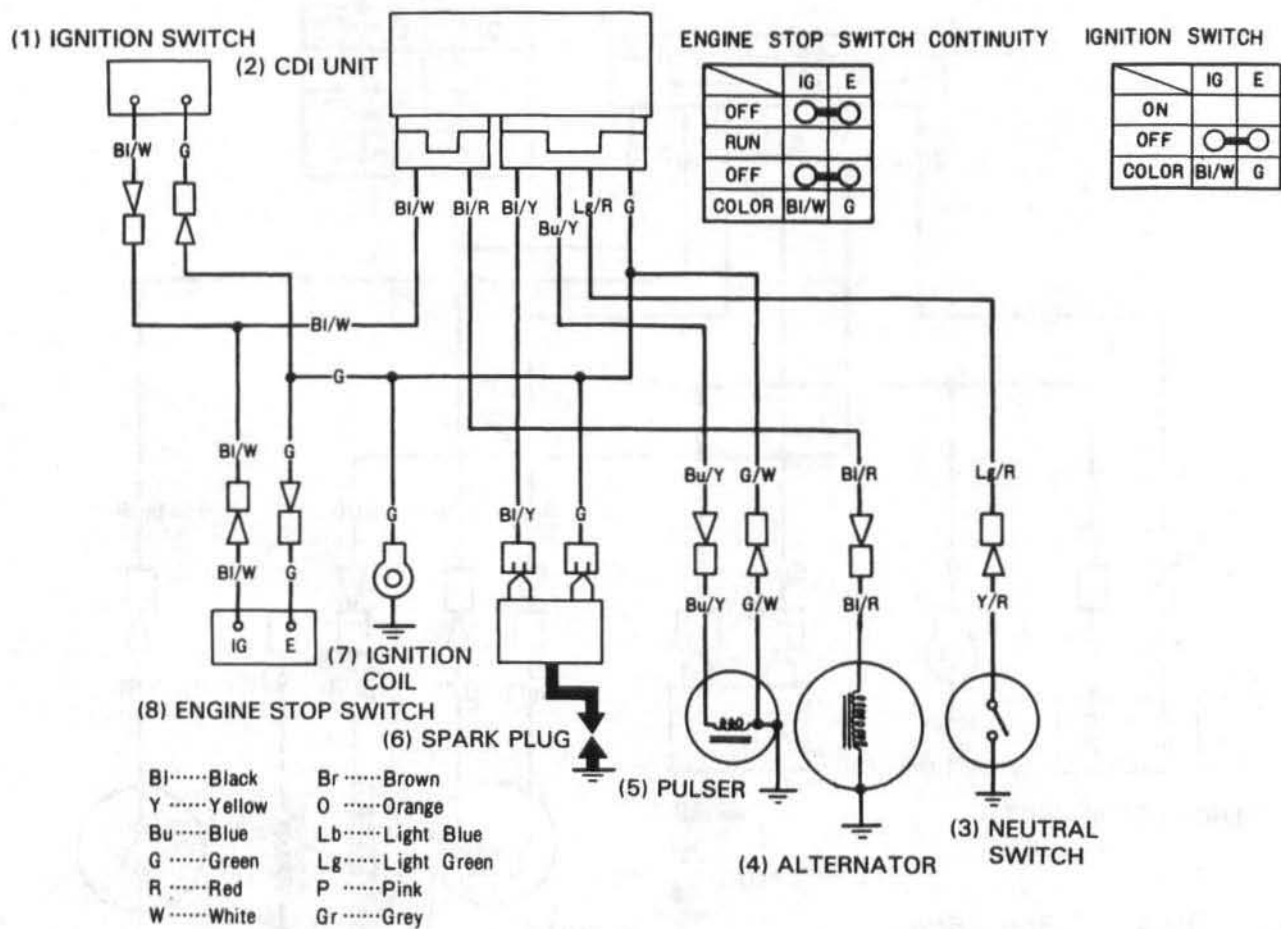 (1) IGNITION SWITCH
(2) CDI UNIT
ENGINE STOP SWITCH CONTINUITY
IG E
OFF
RUN
OFF
COLOR Bl/W G
IGNITION SWITCH
IG E
ON
OFF
COLOR Bl/W G
Bl/W G
Bl/W Bl/R Bl/Y Bu/Y Lg/R G
Bl/W
G
Bl/W G
G
Bl/Y G
Bu/Y G/W Bl/R Lg/R
Bl/W G
Bu/Y G/W Bl/R Y/R
IG E
(7) IGNITION
COIL
(8) ENGINE STOP SWITCH
(6) SPARK PLUG
(5) PULSER
(4) ALTERNATOR
(3) NEUTRAL
SWITCH
Bl······Black Br ······Brown
Y ······Yellow O ······Orange
Bu······Blue Lb······Light Blue
G ······Green Lg······Light Green
R ······Red P ······Pink
W ······White Gr ······Grey